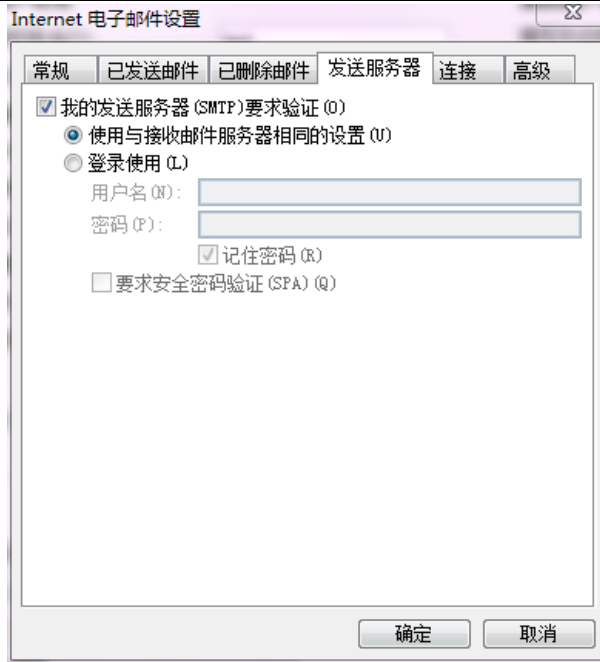 Internet 电子邮件设置
常规 已发送邮件 已删除邮件 发送服务器 连接 高级
我的发送服务器(SMTP)要求验证(O)
使用与接收邮件服务器相同的设置(U)
登录使用(L)
用户名(N):
密码(P):
记住密码(R)
要求安全密码验证(SPA)(Q)
确定 取消